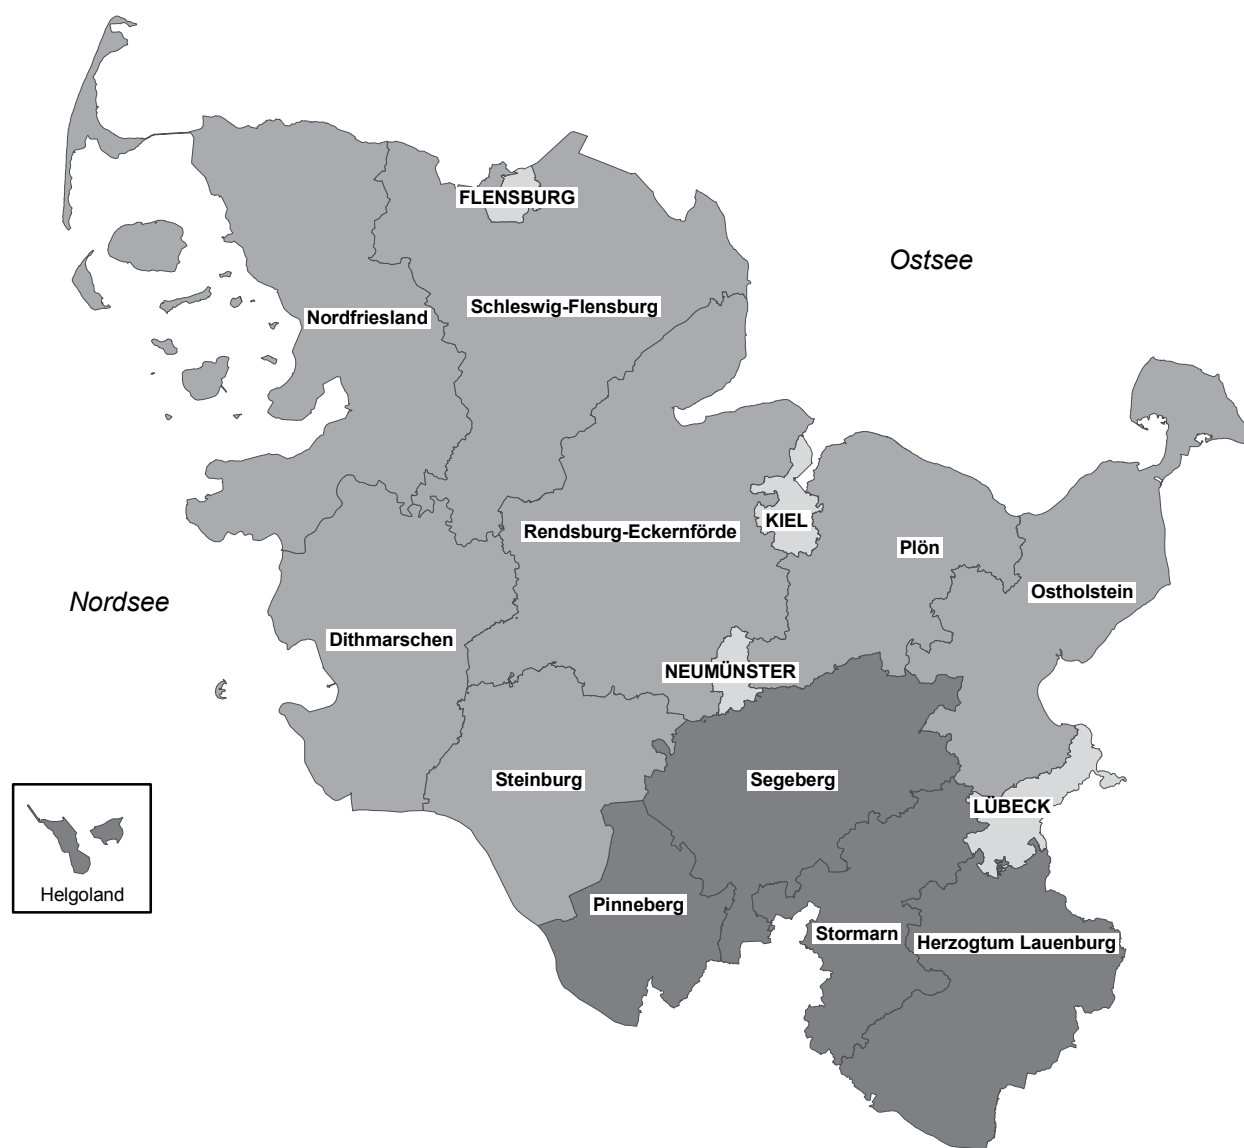 FLENSBURG
Ostsee
Schleswig-Flensburg
Nordfriesland
KIEL
Rendsburg-Eckernförde
Plön
Ostholstein
Nordsee
Dithmarschen
NEUMÜNSTER
Steinburg
Segeberg
LÜBECK
Helgoland
Pinneberg
Stormarn
Herzogtum Lauenburg